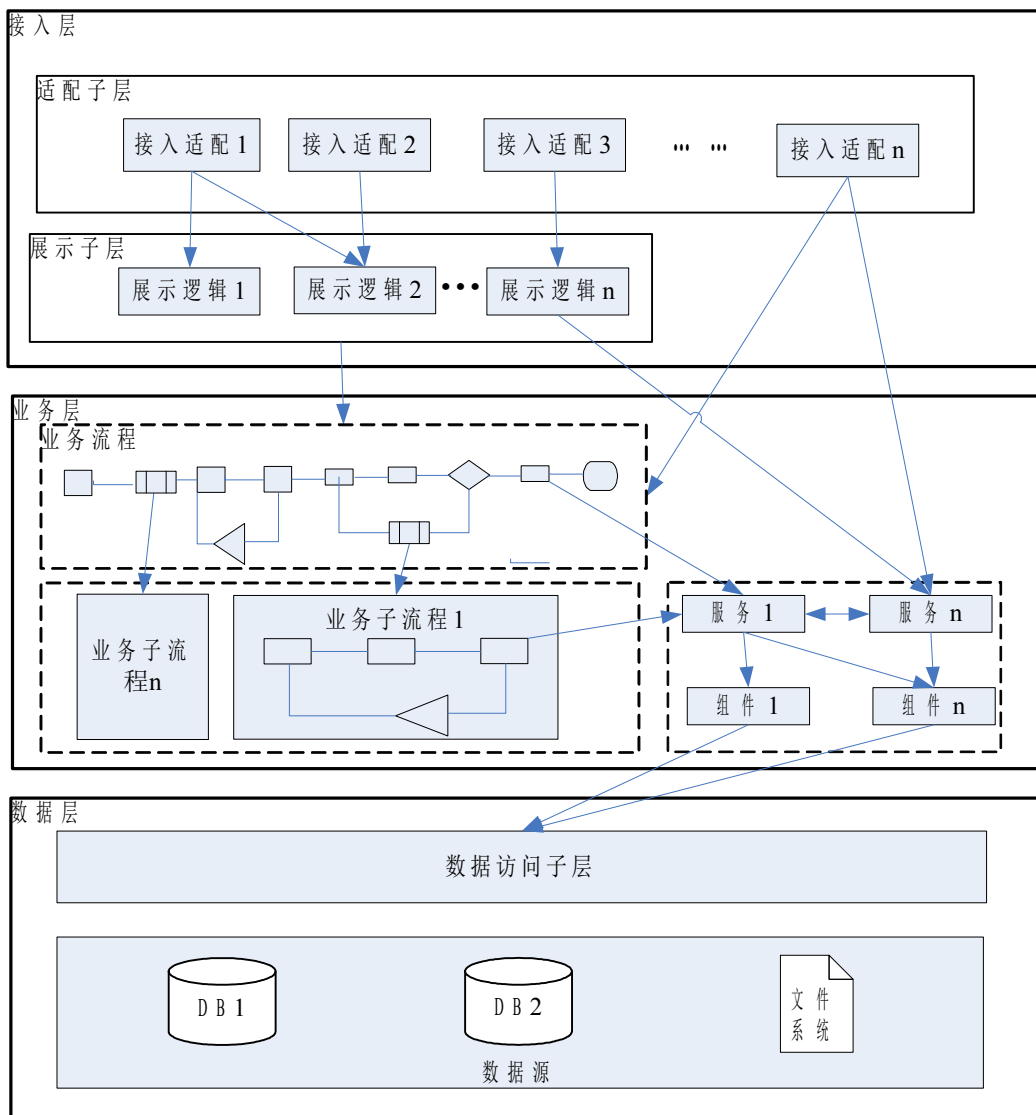 接入层
适配子层
接入适配1
接入适配2
接入适配3
… …
接入适配n
展示子层
展示逻辑1
展示逻辑2
•••
展示逻辑n
业务层
业务流程
业务子流
程n
业务子流程1
服务1
服务n
组件1
组件n
数据层
数据访问子层
DB1
DB2
文件
系统
数据源